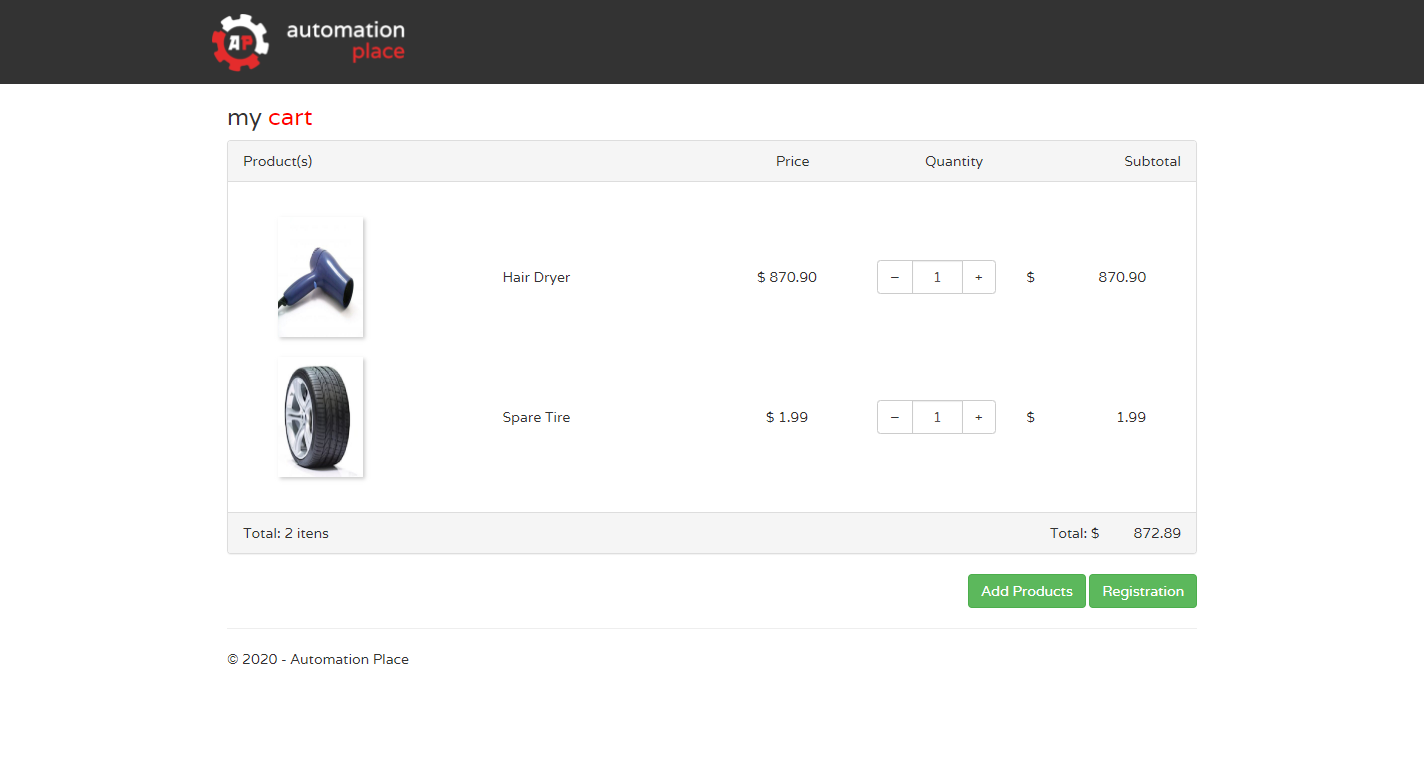 AP automation
place
my cart
Product(s) Price Quantity Subtotal
Hair Dryer $ 870.90 − 1 + $ 870.90
Spare Tire $ 1.99 − 1 + $ 1.99
Total: 2 itens Total: $ 872.89
Add Products Registration
© 2020 - Automation Place